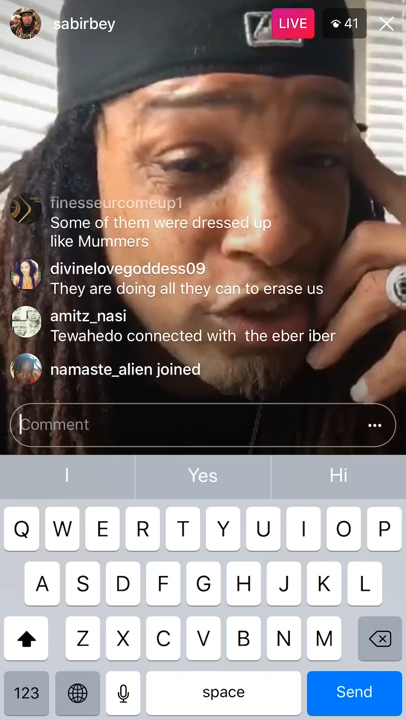 sabirbey
LIVE
41
finesseurcomeup1
Some of them were dressed up
like Mummers
divinelovegoddess09
They are doing all they can to erase us
amitz_nasi
Tewahedo connected with the eber iber
namaste_alien joined
Comment
I Yes Hi
Q W E R T Y U I O P
A S D F G H J K L
Z X C V B N M
123 space Send